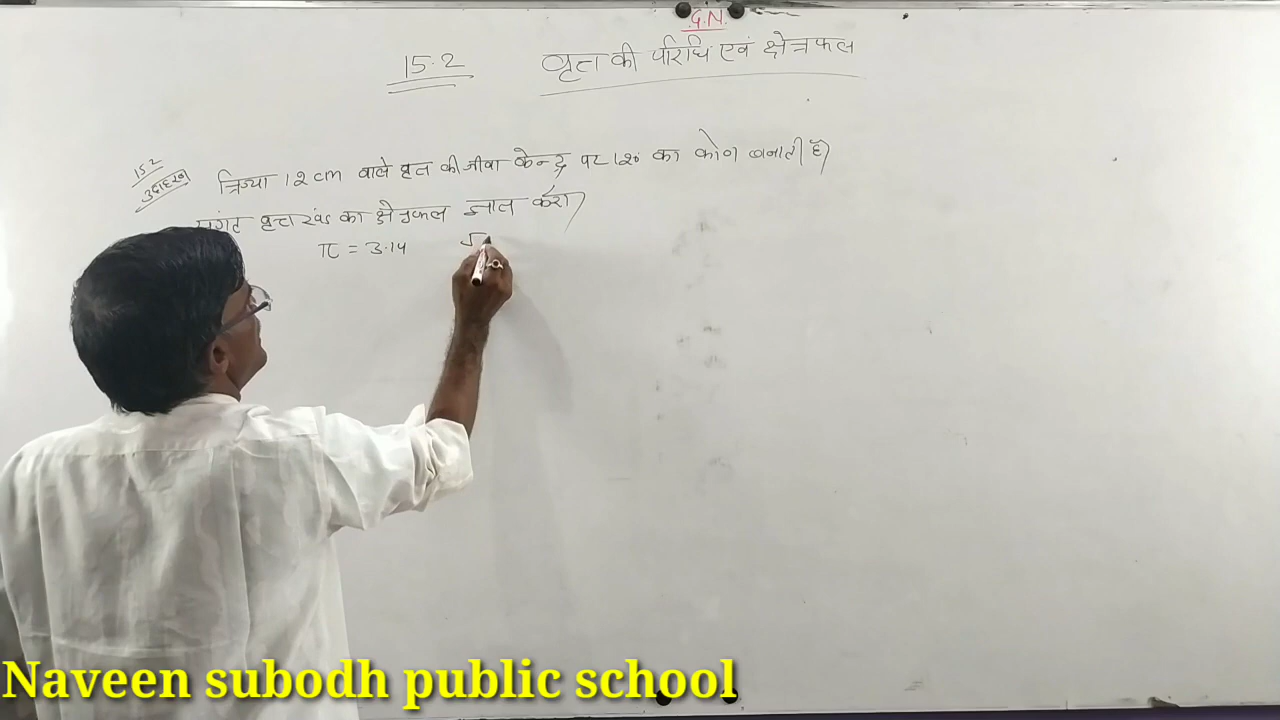 G.N.
15.2 वृत्त की परिधि एवं क्षेत्रफल
15.2
उदाहरण
त्रिज्या 12 cm वाले वृत्त की जीवा केन्द्र पर 120 का कोण बनाती है
संगत वृत्तखंड का क्षेत्रफल ज्ञात करो
π = 3.14 √
Naveen subodh public school